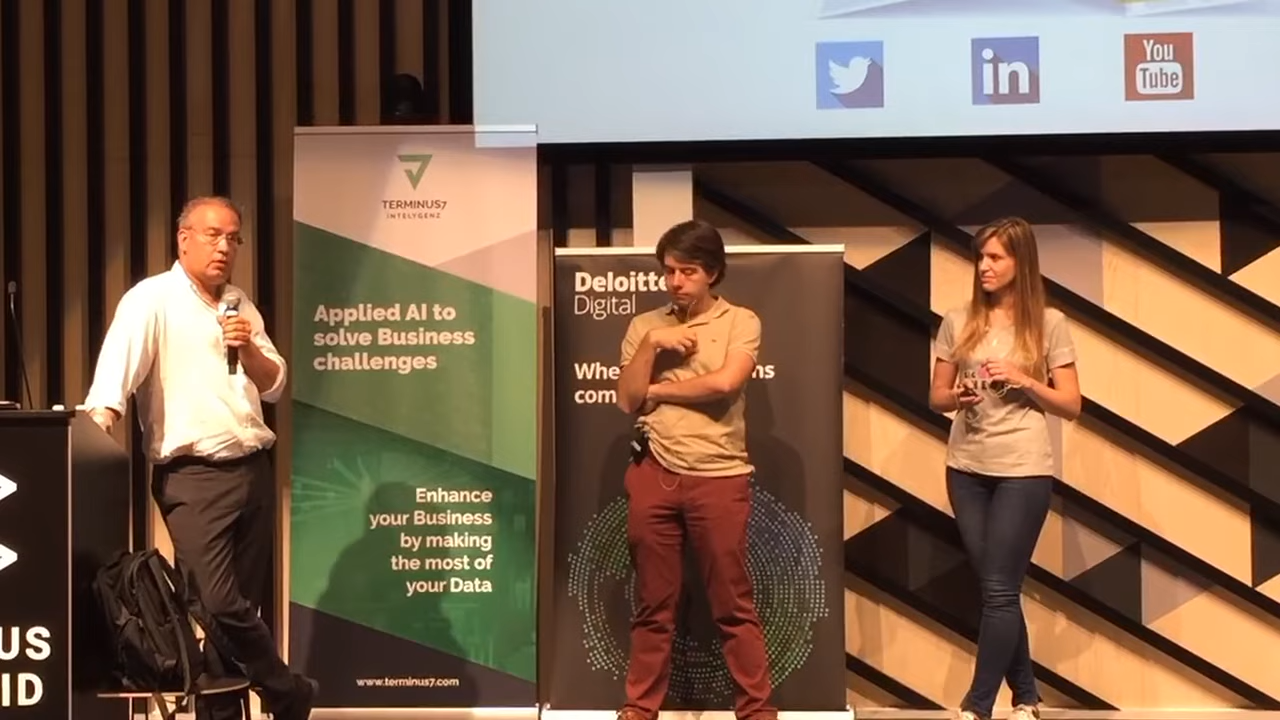 in
You
Tube
TERMINUS7
INTELYGENZ
Applied AI to
solve Business
challenges
Enhance
your Business
by making
the most of
your Data
www.terminus7.com
Deloitte
Digital
US
ID